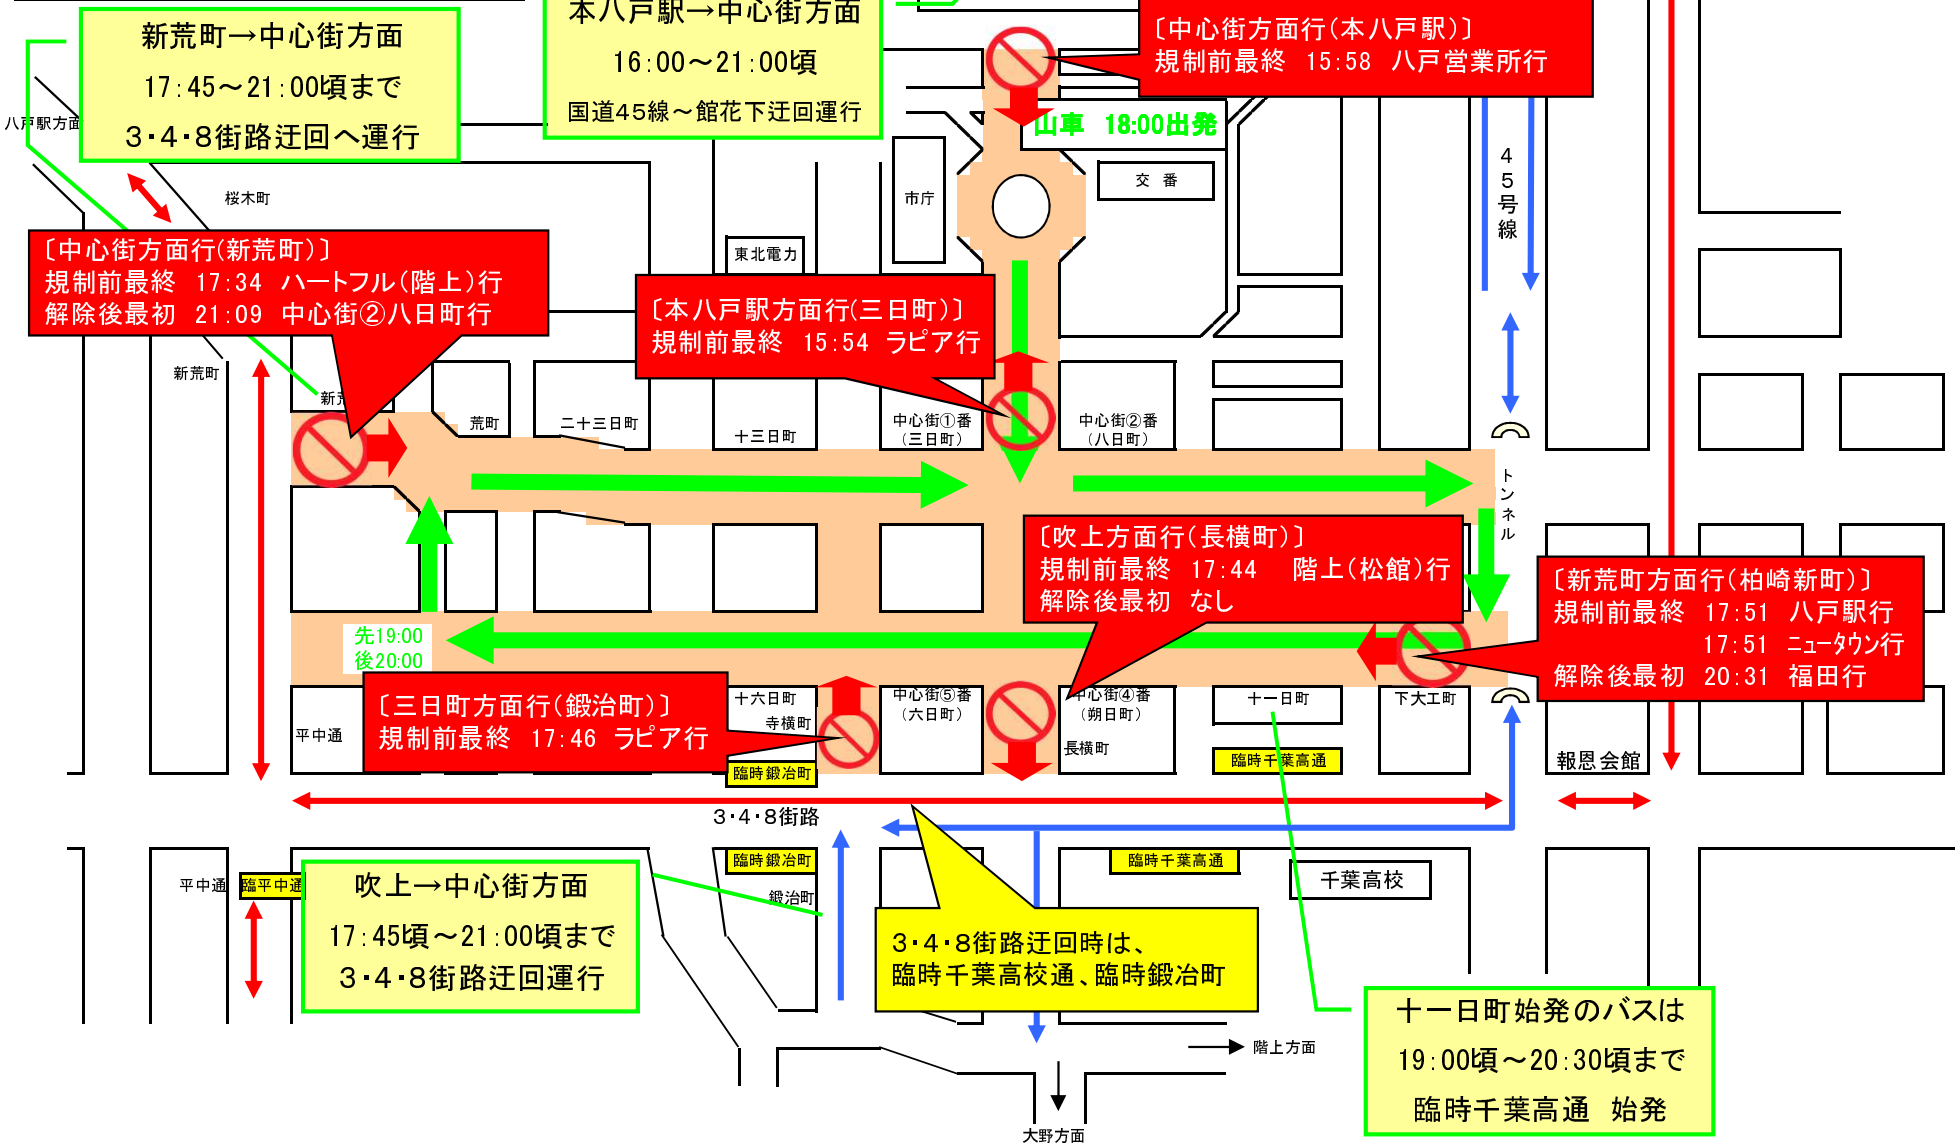 新荒町→中心街方面
17:45～21:00頃まで
3・4・8街路迂回へ運行
本八戸駅→中心街方面
16:00～21:00頃
国道45線～館花下迂回運行
〔中心街方面行(本八戸駅)〕
規制前最終 15:58 八戸営業所行
八戸駅方面
山車 18:00出発
桜木町
市庁
交 番
45号線
〔中心街方面行(新荒町)〕
規制前最終 17:34 ハートフル(階上)行
解除後最初 21:09 中心街②八日町行
東北電力
〔本八戸駅方面行(三日町)〕
規制前最終 15:54 ラピア行
新荒町
荒町
二十三日町
十三日町
中心街①番
(三日町)
中心街②番
(八日町)
トンネル
〔吹上方面行(長横町)〕
規制前最終 17:44 階上(松館)行
解除後最初 なし
〔新荒町方面行(柏崎新町)〕
規制前最終 17:51 八戸駅行
17:51 ニュータウン行
解除後最初 20:31 福田行
先19:00
後20:00
〔三日町方面行(鍛冶町)〕
規制前最終 17:46 ラピア行
平中通
十六日町
寺横町
中心街⑤番
(六日町)
中心街④番
(朔日町)
長横町
十一日町
下大工町
臨時鍛冶町
臨時千葉高通
報恩会館
3・4・8街路
臨時鍛冶町
臨時千葉高通
平中通
臨平中通
鍛冶町
千葉高校
吹上→中心街方面
17:45頃～21:00頃まで
3・4・8街路迂回運行
3・4・8街路迂回時は、
臨時千葉高校通、臨時鍛冶町
十一日町始発のバスは
19:00頃～20:30頃まで
臨時千葉高通 始発
階上方面
大野方面